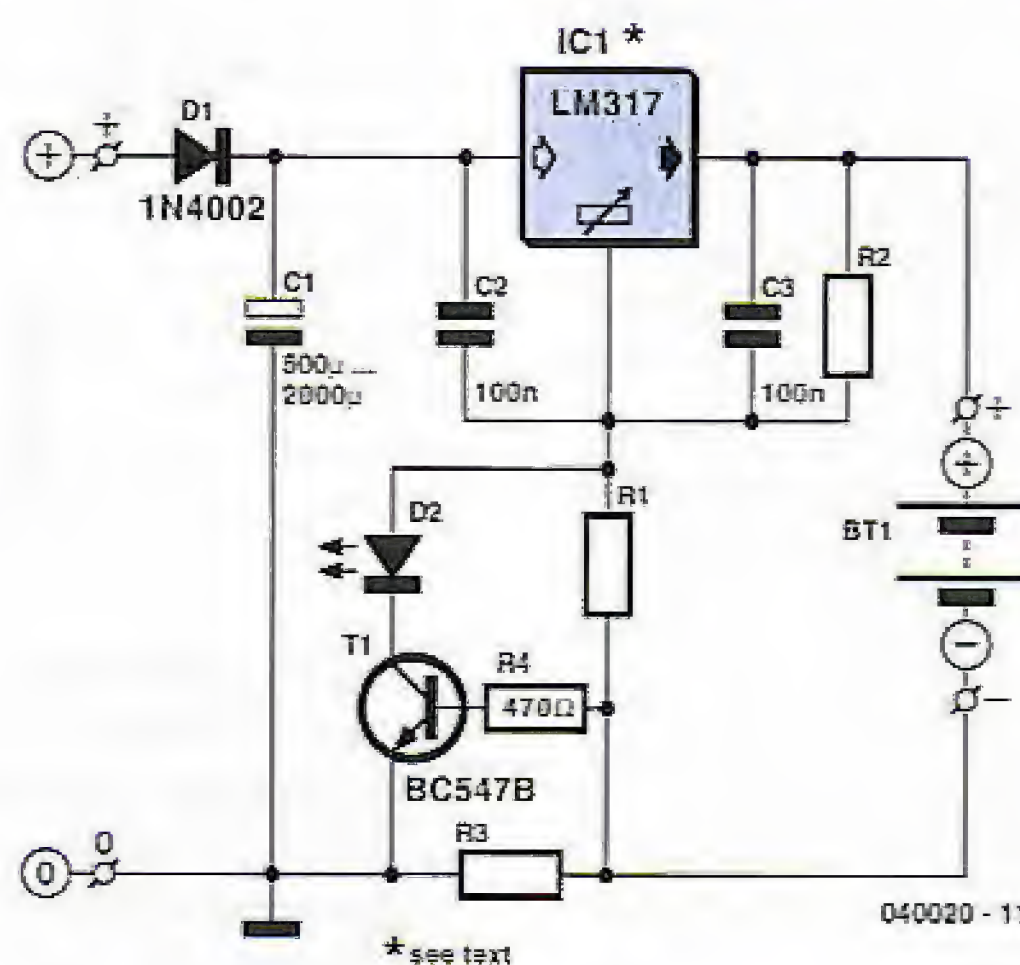 IC1 *
LM317
D1
+
+
1N4002
C1
500µ ...
2000µ
C2
100n
C3
100n
R2
+
+
D2
R1
BT1
T1
R4
470Ω
−
−
BC547B
R3
0
0
040020 - 11
* see text